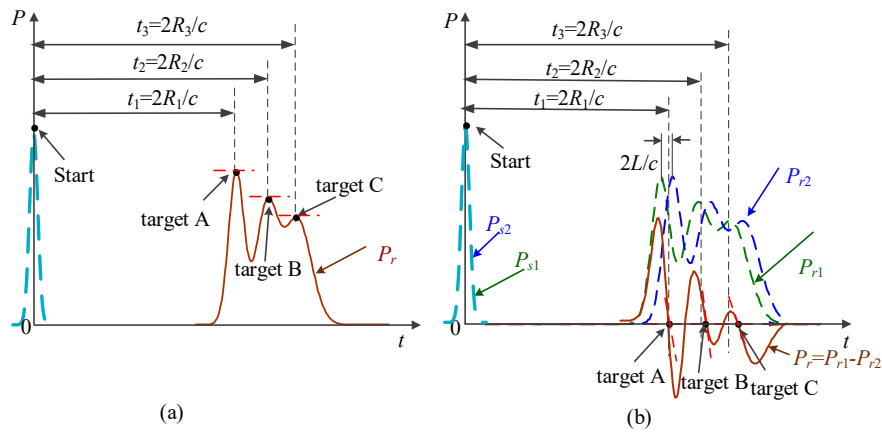 P
t₃=2R₃/c
t₂=2R₂/c
t₁=2R₁/c
Start
target A
target B
target C
Pᵣ
0
t
(a)
P
t₃=2R₃/c
t₂=2R₂/c
t₁=2R₁/c
Start
2L/c
Pᵣ₂
Pₛ₂
Pₛ₁
Pᵣ₁
0
t
Pᵣ=Pᵣ₁-Pᵣ₂
target A
target B
target C
(b)